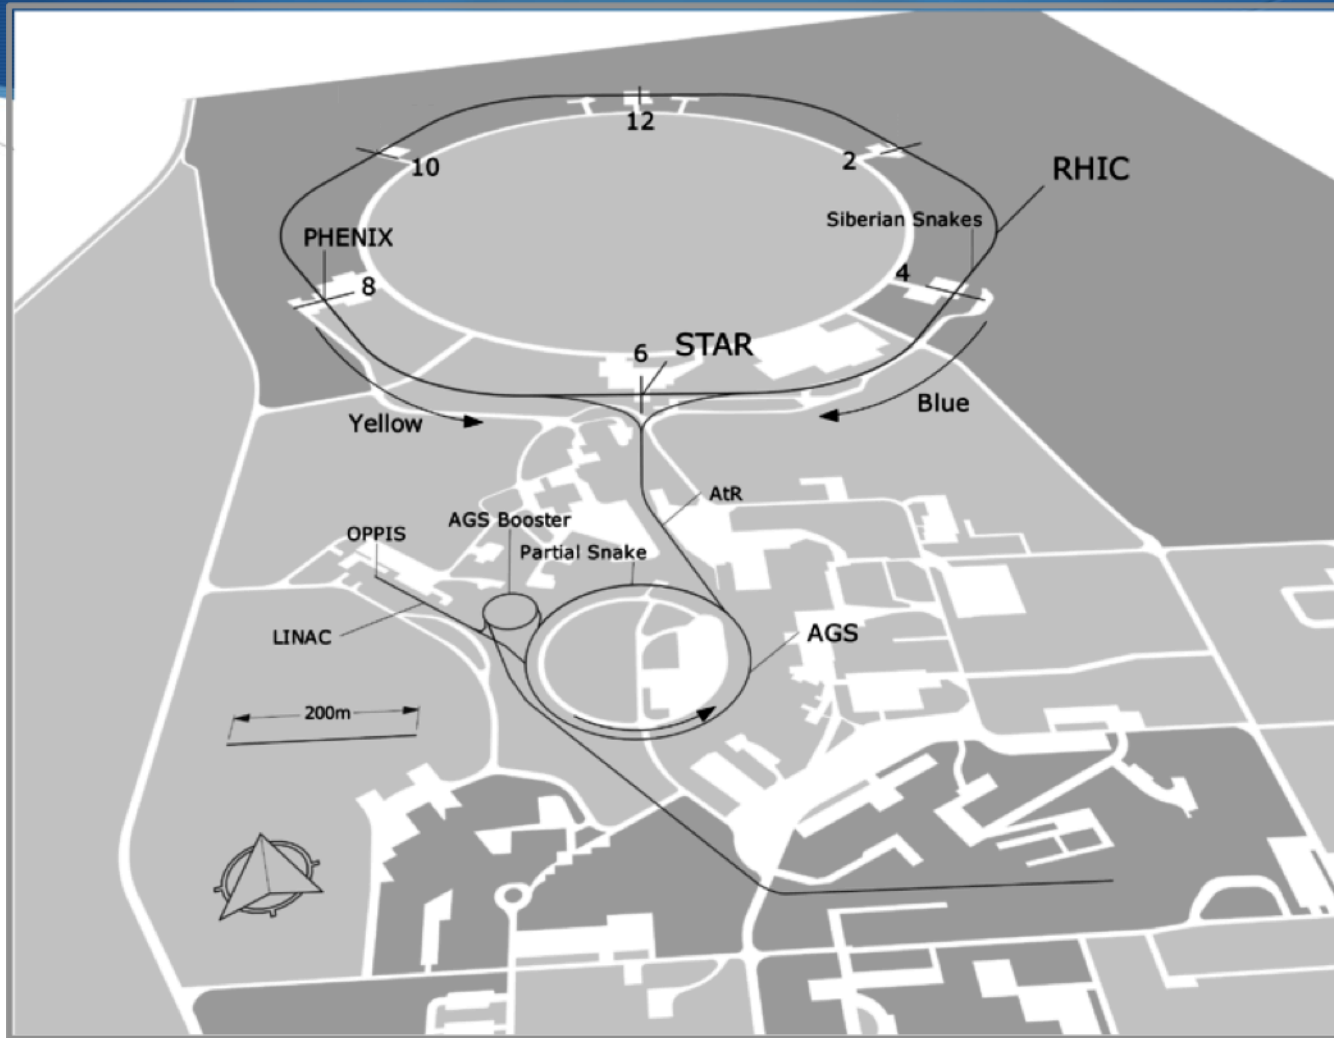 12
10
2
RHIC
Siberian Snakes
PHENIX
4
8
6 STAR
Yellow
Blue
AtR
AGS Booster
OPPIS
Partial Snake
LINAC
AGS
200m